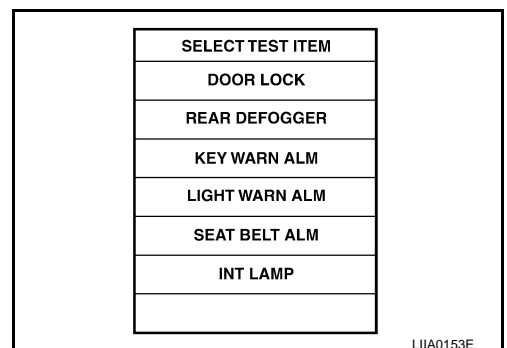 SELECT TEST ITEM
DOOR LOCK
REAR DEFOGGER
KEY WARN ALM
LIGHT WARN ALM
SEAT BELT ALM
INT LAMP
LIIA0153E